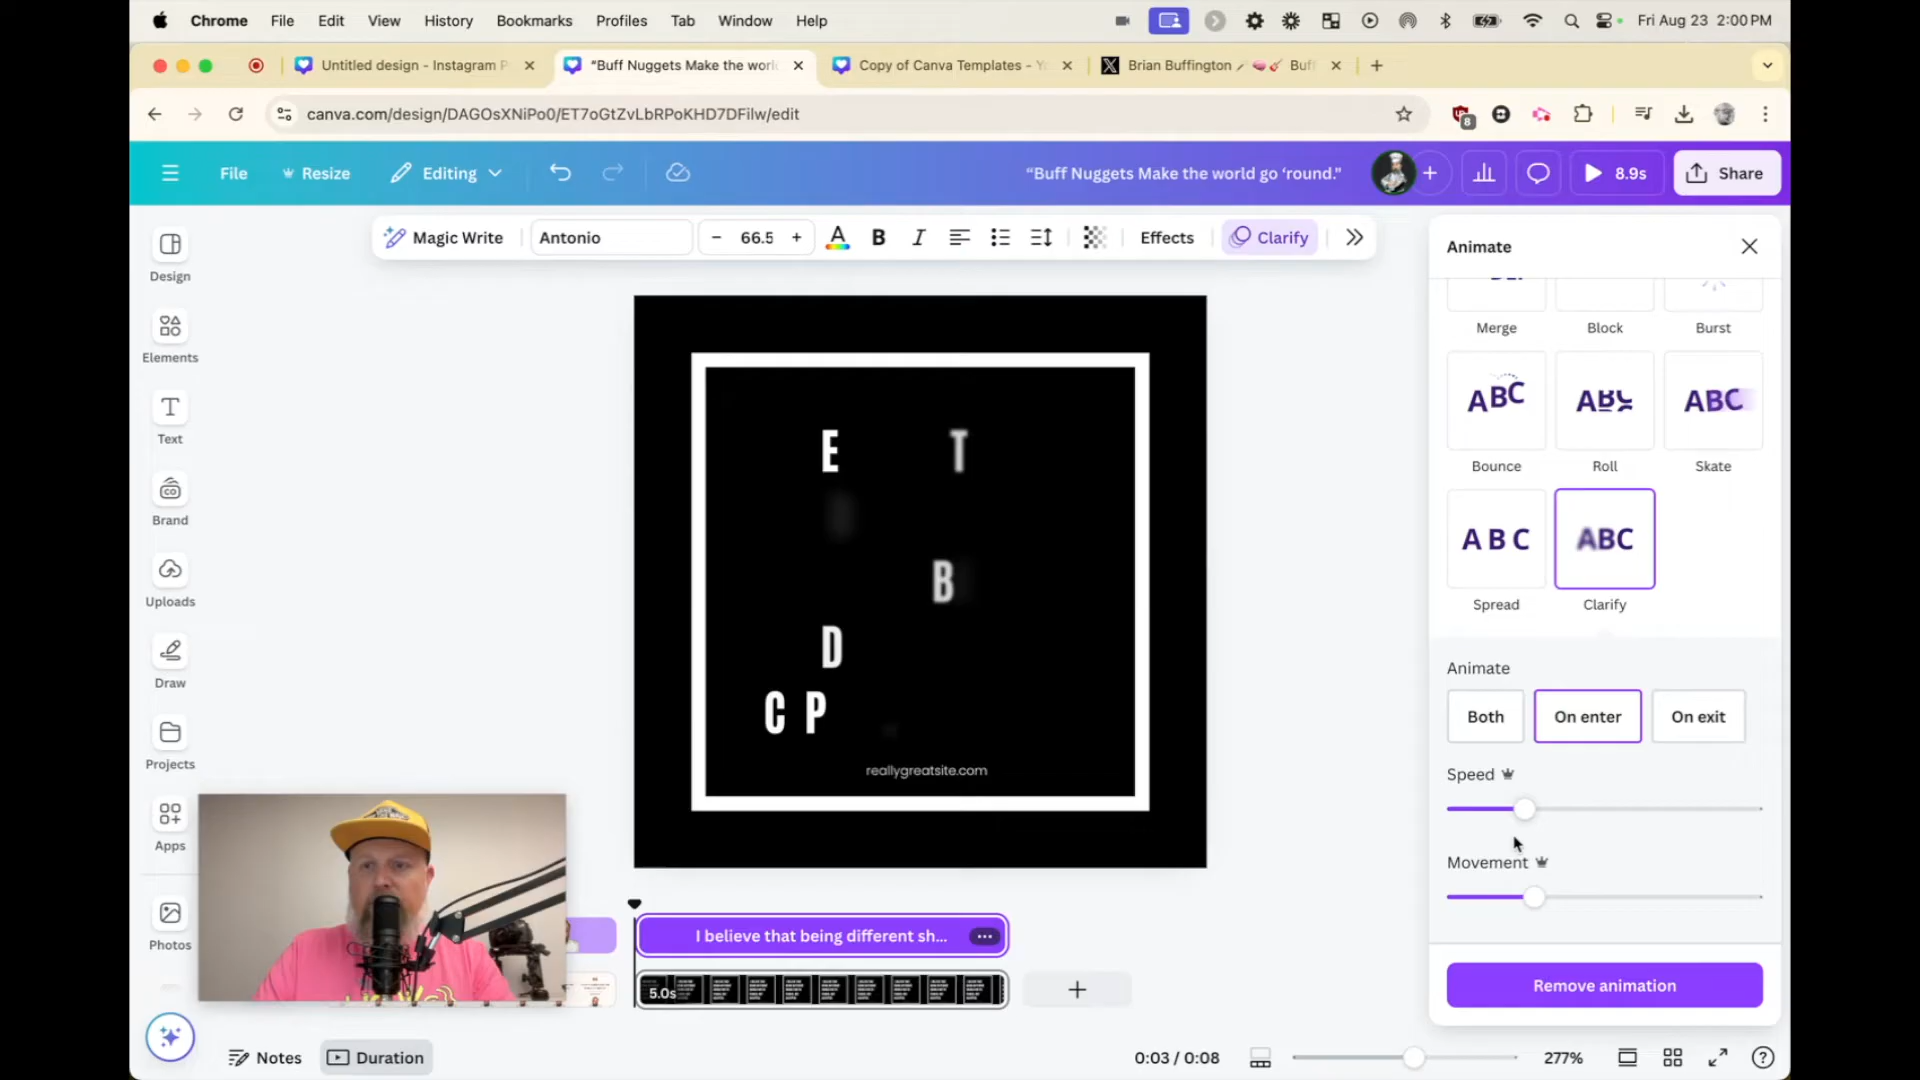 Chrome File Edit View History Bookmarks Profiles Tab Window Help Fri Aug 23 2:00 PM
Untitled design - Instagram P “Buff Nuggets Make the worl Copy of Canva Templates - Y Brian Buffington Buf
canva.com/design/DAGOsXNiPo0/ET7oGtZvLbRPoKHD7DFilw/edit 8
File Resize Editing “Buff Nuggets Make the world go ‘round.” 8.9s Share
Magic Write Antonio 66.5 A B I Effects Clarify
Animate
Design
Elements
Text
Brand
Uploads
Draw
Projects
Apps
Photos
E T
B
D
C P
reallygreatsite.com
Merge Block Burst
ABC ABC ABC
Bounce Roll Skate
A B C ABC
Spread Clarify
Animate
Both On enter On exit
Speed
Movement
Remove animation
I believe that being different sh...
5.0s
Notes Duration 0:03 / 0:08 277%